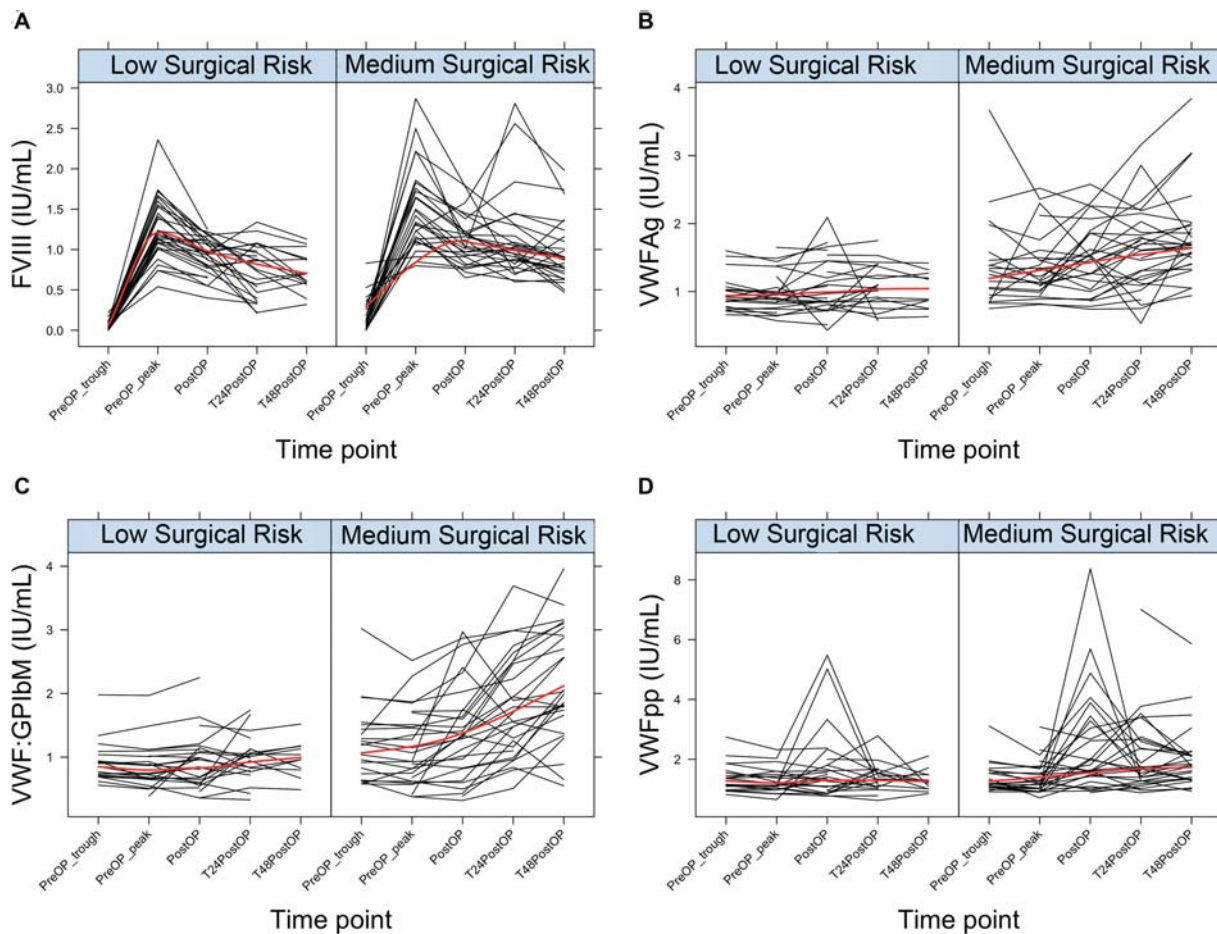 A
Low Surgical Risk
Medium Surgical Risk
FVIII (IU/mL)
3.0
2.5
2.0
1.5
1.0
0.5
0.0
PreOP_trough
PreOP_peak
PostOP
T24PostOP
T48PostOP
PreOP_trough
PreOP_peak
PostOP
T24PostOP
T48PostOP
Time point
B
Low Surgical Risk
Medium Surgical Risk
VWFAg (IU/mL)
4
3
2
1
PreOP_trough
PreOP_peak
PostOP
T24PostOP
T48PostOP
PreOP_trough
PreOP_peak
PostOP
T24PostOP
T48PostOP
Time point
C
Low Surgical Risk
Medium Surgical Risk
VWF:GPIbM (IU/mL)
4
3
2
1
PreOP_trough
PreOP_peak
PostOP
T24PostOP
T48PostOP
PreOP_trough
PreOP_peak
PostOP
T24PostOP
T48PostOP
Time point
D
Low Surgical Risk
Medium Surgical Risk
VWFpp (IU/mL)
8
6
4
2
PreOP_trough
PreOP_peak
PostOP
T24PostOP
T48PostOP
PreOP_trough
PreOP_peak
PostOP
T24PostOP
T48PostOP
Time point